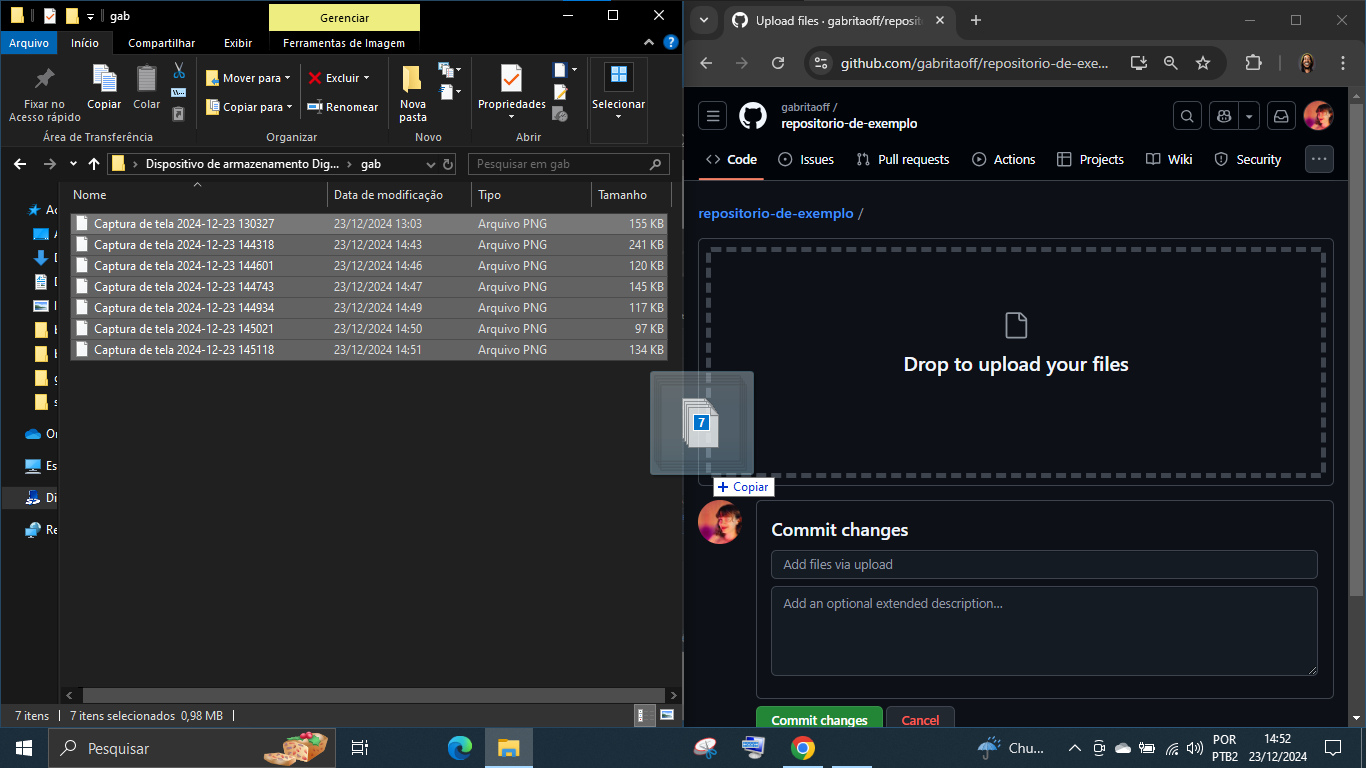 gab
Gerenciar
Arquivo
Início
Compartilhar
Exibir
Ferramentas de Imagem
Fixar no
Acesso rápido
Copiar
Colar
Mover para
Copiar para
Excluir
Renomear
Nova
pasta
Propriedades
Selecionar
Área de Transferência
Organizar
Novo
Abrir
Dispositivo de armazenamento Dig...
gab
Pesquisar em gab
Nome
Data de modificação
Tipo
Tamanho
Captura de tela 2024-12-23 130327 23/12/2024 13:03 Arquivo PNG 155 KB
Captura de tela 2024-12-23 144318 23/12/2024 14:43 Arquivo PNG 241 KB
Captura de tela 2024-12-23 144601 23/12/2024 14:46 Arquivo PNG 120 KB
Captura de tela 2024-12-23 144743 23/12/2024 14:47 Arquivo PNG 145 KB
Captura de tela 2024-12-23 144934 23/12/2024 14:49 Arquivo PNG 117 KB
Captura de tela 2024-12-23 145021 23/12/2024 14:50 Arquivo PNG 97 KB
Captura de tela 2024-12-23 145118 23/12/2024 14:51 Arquivo PNG 134 KB
Es
Di
Re
7 itens
7 itens selecionados 0,98 MB
7
Copiar
Upload files · gabritaoff/reposit
github.com/gabritaoff/repositorio-de-exe...
gabritaoff /
repositorio-de-exemplo
Code
Issues
Pull requests
Actions
Projects
Wiki
Security
repositorio-de-exemplo /
Drop to upload your files
Commit changes
Add files via upload
Add an optional extended description...
Commit changes
Cancel
Pesquisar
Chu...
POR
PTB2
14:52
23/12/2024